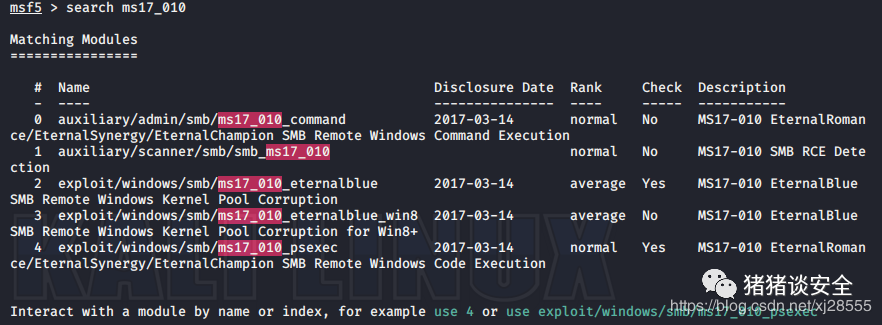 msf5 > search ms17_010
Matching Modules
================
#  Name                                      Disclosure Date  Rank     Check  Description
-  ----                                      ---------------  ----     -----  -----------
0  auxiliary/admin/smb/ms17_010_command      2017-03-14       normal   No     MS17-010 EternalRoman
ce/EternalSynergy/EternalChampion SMB Remote Windows Command Execution
1  auxiliary/scanner/smb/smb_ms17_010                         normal   No     MS17-010 SMB RCE Dete
ction
2  exploit/windows/smb/ms17_010_eternalblue  2017-03-14       average  Yes    MS17-010 EternalBlue
SMB Remote Windows Kernel Pool Corruption
3  exploit/windows/smb/ms17_010_eternalblue_win8  2017-03-14  average  No     MS17-010 EternalBlue
SMB Remote Windows Kernel Pool Corruption for Win8+
4  exploit/windows/smb/ms17_010_psexec       2017-03-14       normal   Yes    MS17-010 EternalRoman
ce/EternalSynergy/EternalChampion SMB Remote Windows Code Execution
KALI LINUX
猪猪谈安全
Interact with a module by name or index, for example use 4 or use exploit/windows/smb/ms17_010_psexec
https://blog.csdn.net/xj28555